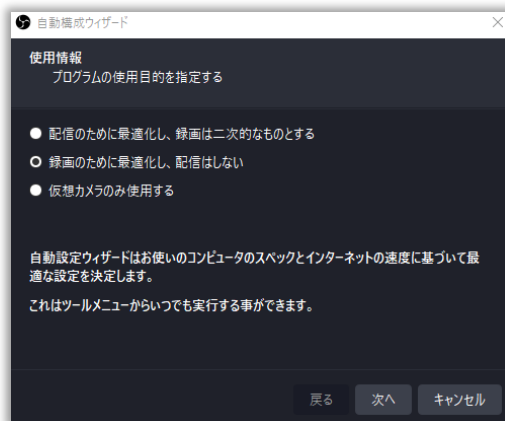 自動構成ウィザード
使用情報
プログラムの使用目的を指定する
配信のために最適化し、録画は二次的なものとする
録画のために最適化し、配信はしない
仮想カメラのみ使用する
自動設定ウィザードはお使いのコンピュータのスペックとインターネットの速度に基づいて最
適な設定を決定します。
これはツールメニューからいつでも実行する事ができます。
戻る 次へ キャンセル